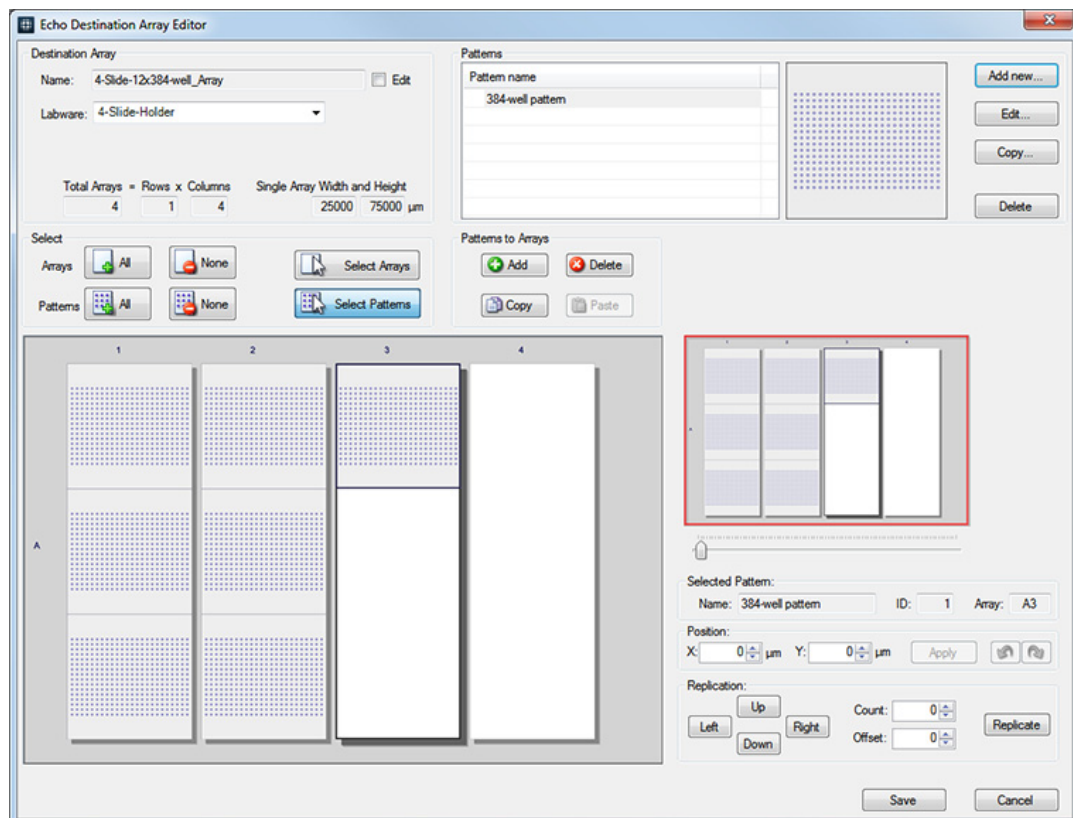 Echo Destination Array Editor
Destination Array
Name: 4-Slide-12x384-well_Array Edit
Labware: 4-Slide-Holder
Total Arrays = Rows x Columns Single Array Width and Height
4 1 4 25000 75000 µm
Patterns
Pattern name
384-well pattern
Add new...
Edit...
Copy...
Delete
Select
Arrays All None Select Arrays
Patterns All None Select Patterns
Patterns to Arrays
Add Delete
Copy Paste
1 2 3 4
A
1 2 3 4
A
Selected Pattern:
Name: 384-well pattern ID: 1 Array: A3
Position:
X: 0 µm Y: 0 µm Apply
Replication:
Left Up Down Right
Count: 0
Offset: 0
Replicate
Save Cancel